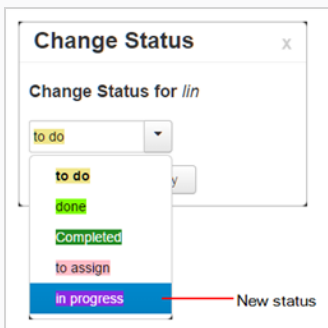 Change Status x
Change Status for lin
to do
to do
y
done
Completed
to assign
in progress
New status